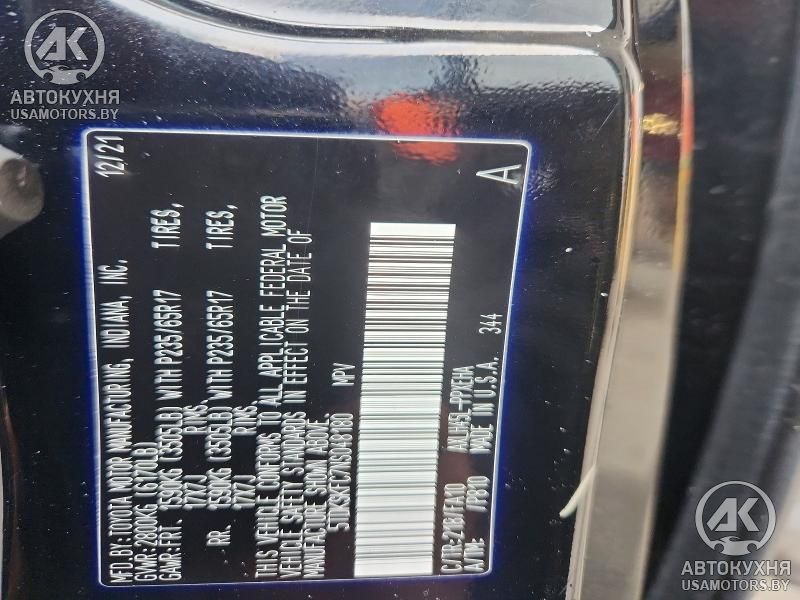 AK
АВТОКУХНЯ
USAMOTORS.BY
MFD.BY:TOYOTA MOTOR MANUFACTURING, INDIANA, INC. 12/21
GVWR:2800KG (6170LB)
GAWR:FRT. 1590KG (3505LB) WITH P235/65R17 TIRES,
17X7J RIMS,
RR. 1590KG (3505LB) WITH P235/65R17 TIRES,
17X7J RIMS
THIS VEHICLE CONFORMS TO ALL APPLICABLE FEDERAL MOTOR
VEHICLE SAFETY STANDARDS IN EFFECT ON THE DATE OF
MANUFACTURE SHOWN ABOVE.
MPV
C/TR:218/FA10
A/TM: /P810
MADE IN U.S.A. 344
A
AK
АВТОКУХНЯ
USAMOTORS.BY